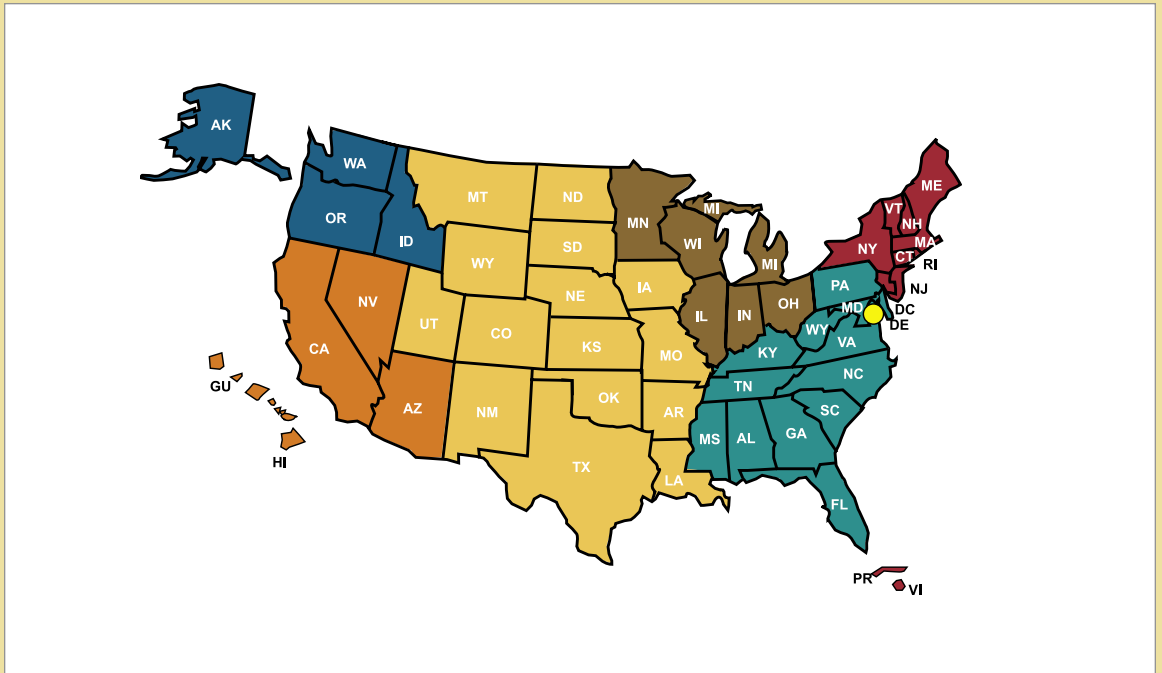 AK
WA
MT
ND
MN
MI
ME
VT
NH
OR
ID
SD
WI
NY
MA
CT
RI
WY
MI
PA
NJ
NE
IA
NV
IL
IN
OH
MD
DC
DE
UT
CO
KS
WY
VA
CA
MO
KY
GU
NC
TN
OK
AZ
NM
AR
SC
MS
AL
GA
HI
TX
LA
FL
PR
VI